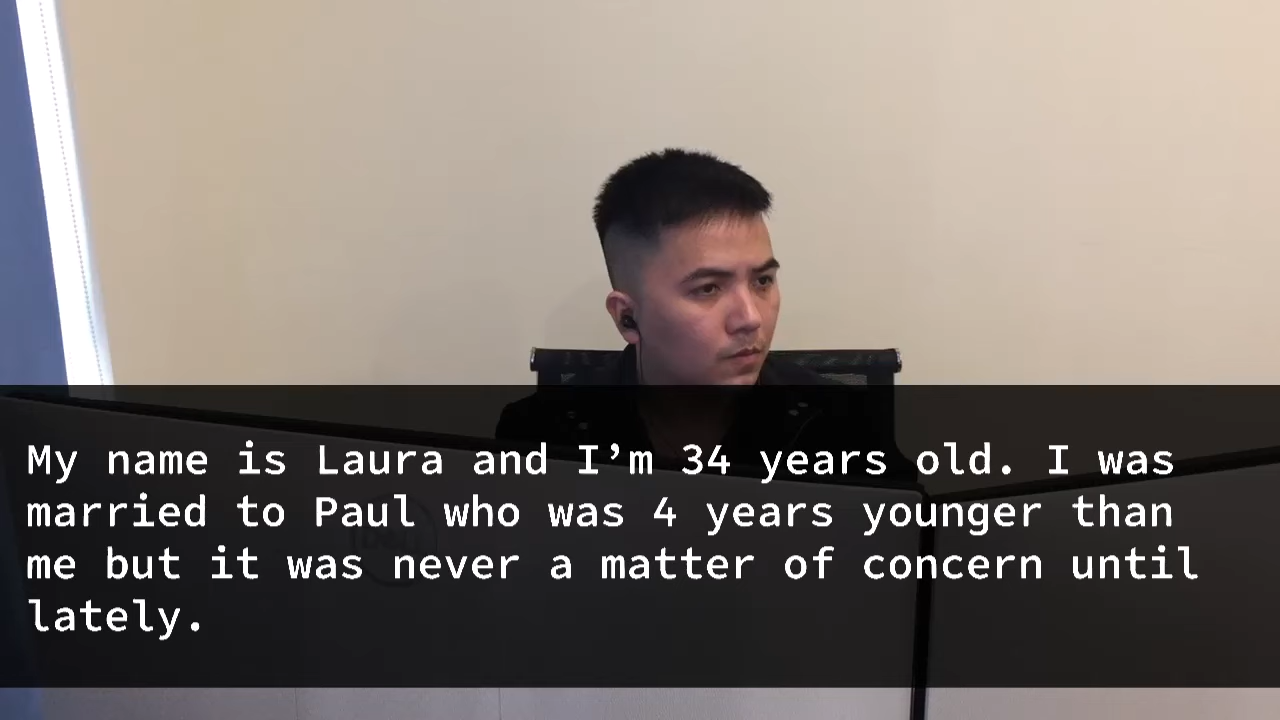 My name is Laura and I’m 34 years old. I was
married to Paul who was 4 years younger than
me but it was never a matter of concern until
lately.